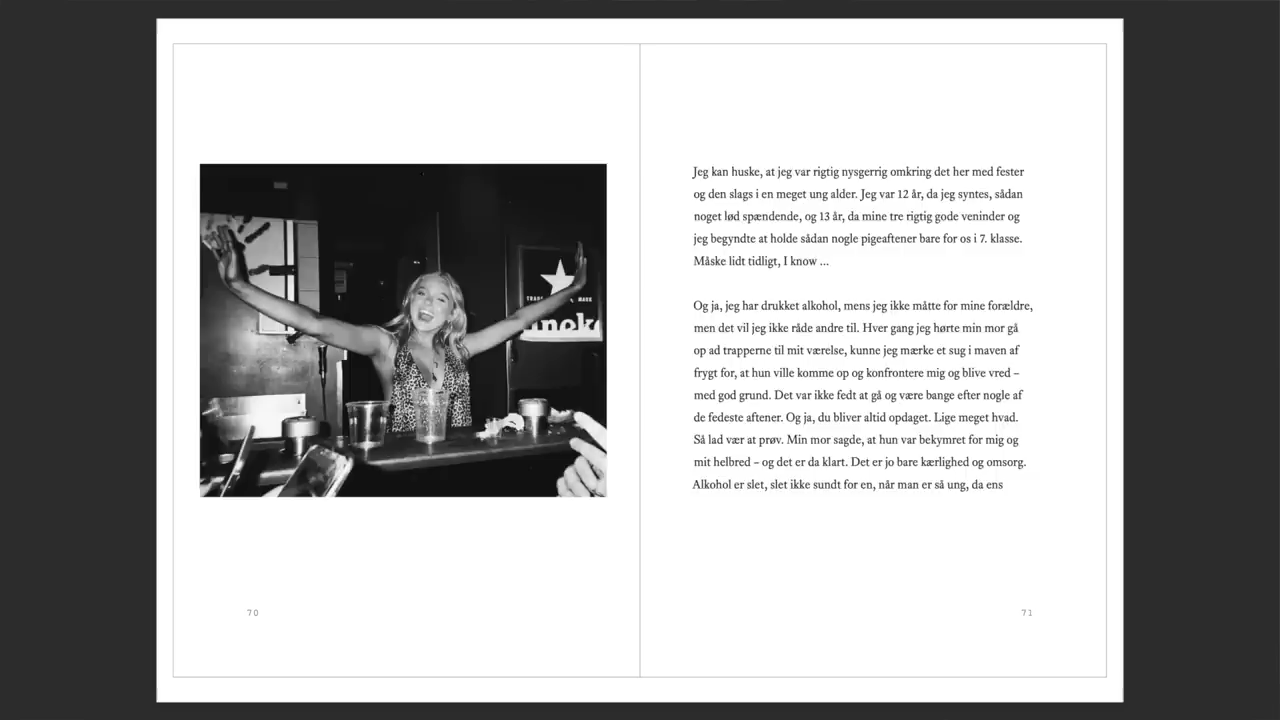 TRADE MARK
Jeg kan huske, at jeg var rigtig nysgerrig omkring det her med fester
og den slags i en meget ung alder. Jeg var 12 år, da jeg syntes, sådan
noget lød spændende, og 13 år, da mine tre rigtig gode veninder og
jeg begyndte at holde sådan nogle pigeaftener bare for os i 7. klasse.
Måske lidt tidligt, I know ...
Og ja, jeg har drukket alkohol, mens jeg ikke måtte for mine forældre,
men det vil jeg ikke råde andre til. Hver gang jeg hørte min mor gå
op ad trapperne til mit værelse, kunne jeg mærke et sug i maven af
frygt for, at hun ville komme op og konfrontere mig og blive vred –
med god grund. Det var ikke fedt at gå og være bange efter nogle af
de fedeste aftener. Og ja, du bliver altid opdaget. Lige meget hvad.
Så lad vær at prøv. Min mor sagde, at hun var bekymret for mig og
mit helbred – og det er da klart. Det er jo bare kærlighed og omsorg.
Alkohol er slet, slet ikke sundt for en, når man er så ung, da ens
70
71